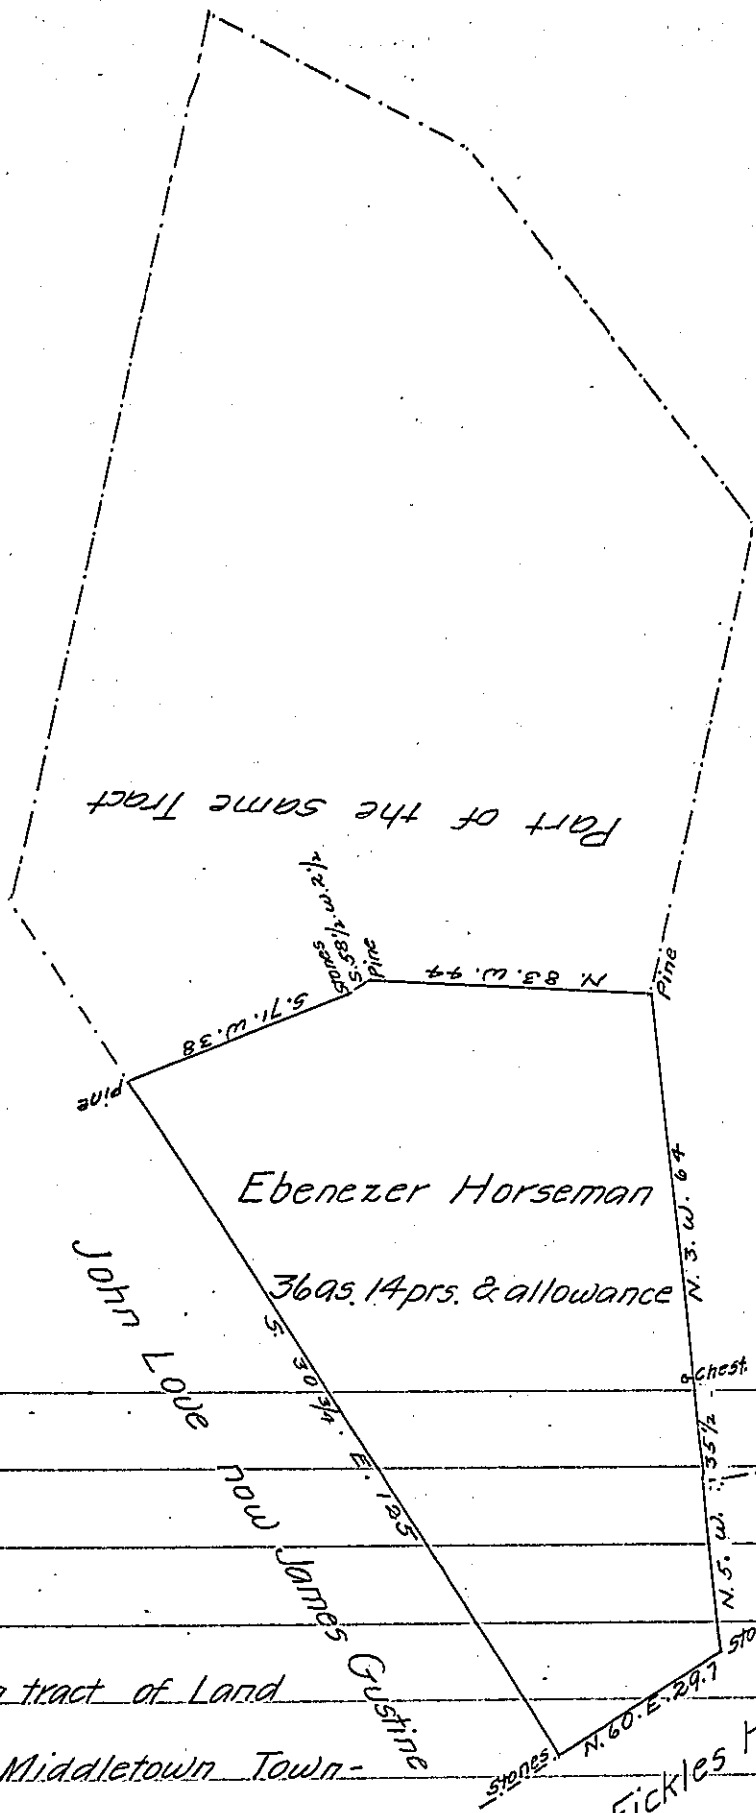 Part of the same Tract
Stones
S.58½.W.2½
Pine
N. 83. W. 44
Pine
S.71.W.38
Pine
Ebenezer Horseman
36as. 14prs. & allowance
N. 3. W. 64
chest.
N. 5. W. 35½
S. 30¾. E. 125
John Love now James Gustine
tract of Land
Middletown Town-
Stones
N. 60. E. 29.7
Fickles